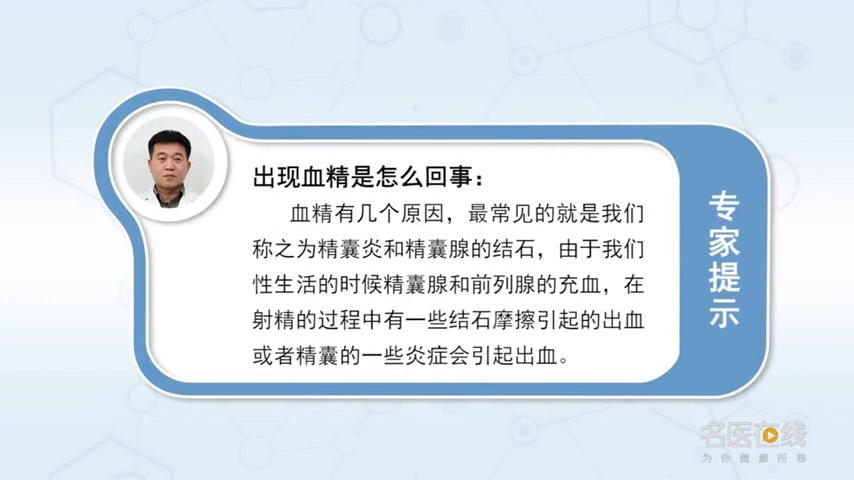 出现血精是怎么回事：
血精有几个原因，最常见的就是我们
称之为精囊炎和精囊腺的结石，由于我们
性生活的时候精囊腺和前列腺的充血，在
射精的过程中有一些结石摩擦引起的出血
或者精囊的一些炎症会引起出血。
专家提示
名医在线
为你健康所想